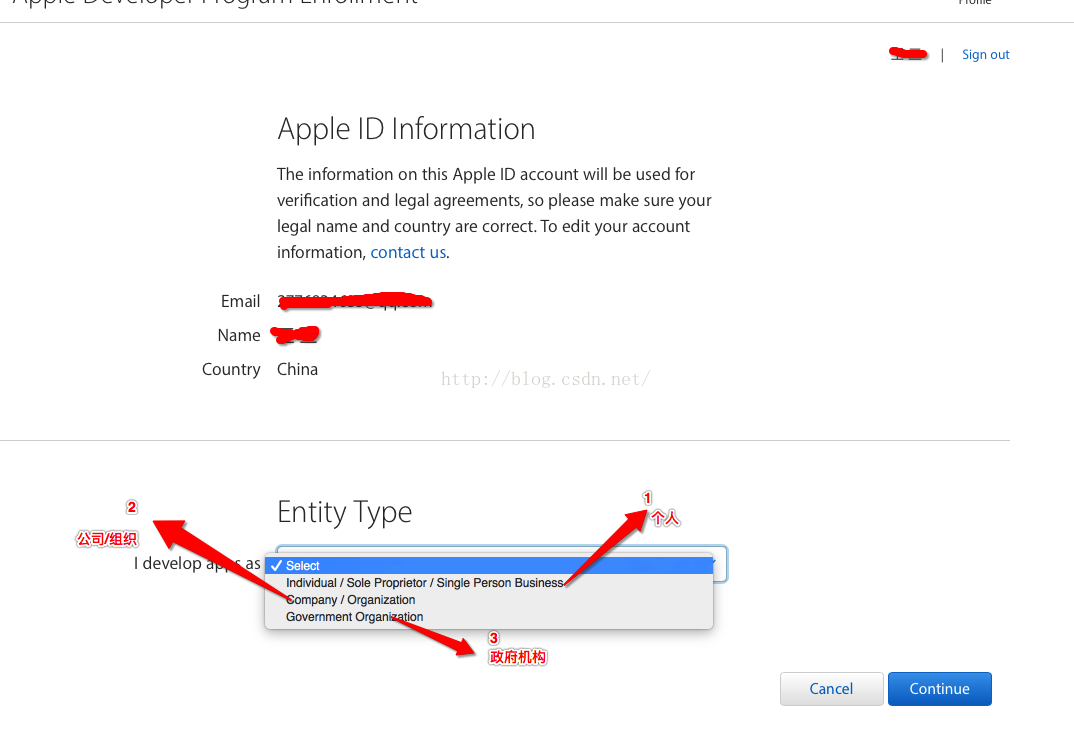 Apple Developer Program Enrollment
Profile
| Sign out
Apple ID Information
The information on this Apple ID account will be used for
verification and legal agreements, so please make sure your
legal name and country are correct. To edit your account
information, contact us.
Email
Name
Country China
http://blog.csdn.net/
Entity Type
1
个人
2
公司/组织
I develop apps as
Select
Individual / Sole Proprietor / Single Person Business
Company / Organization
Government Organization
3
政府机构
Cancel Continue